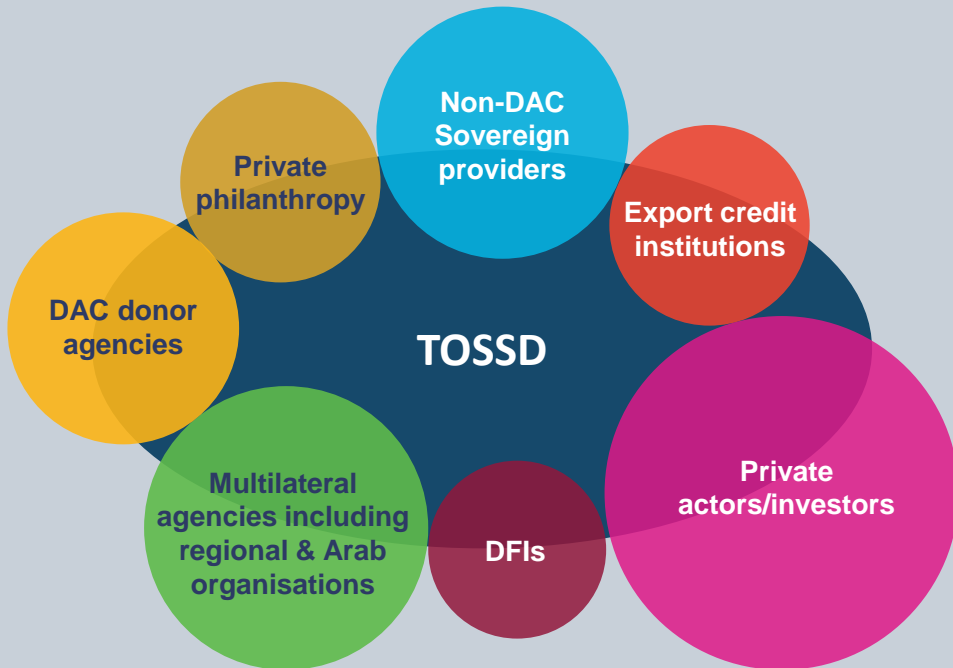 Non-DAC
Sovereign
providers
Private
philanthropy
Export credit
institutions
DAC donor
agencies
TOSSD
Private
actors/investors
Multilateral
agencies including
regional & Arab
organisations
DFIs